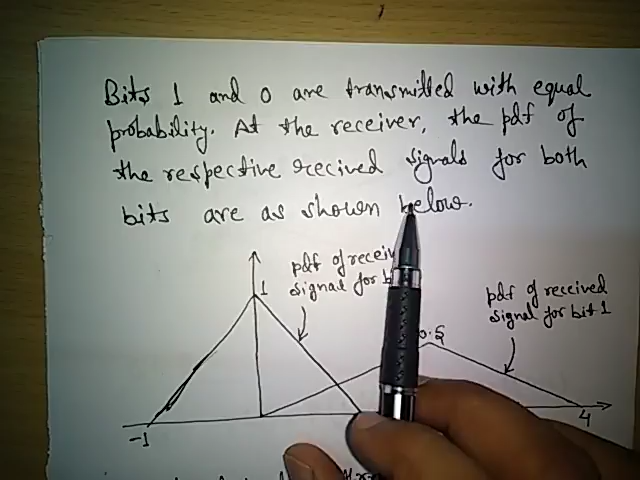 Bits 1 and 0 are transmitted with equal
probability. At the receiver, the pdf of
the respective recived signals for both
bits are as shown below.
pdf of receiv
signal for b
1
pdf of received
signal for bit 1
0.5
-1
4